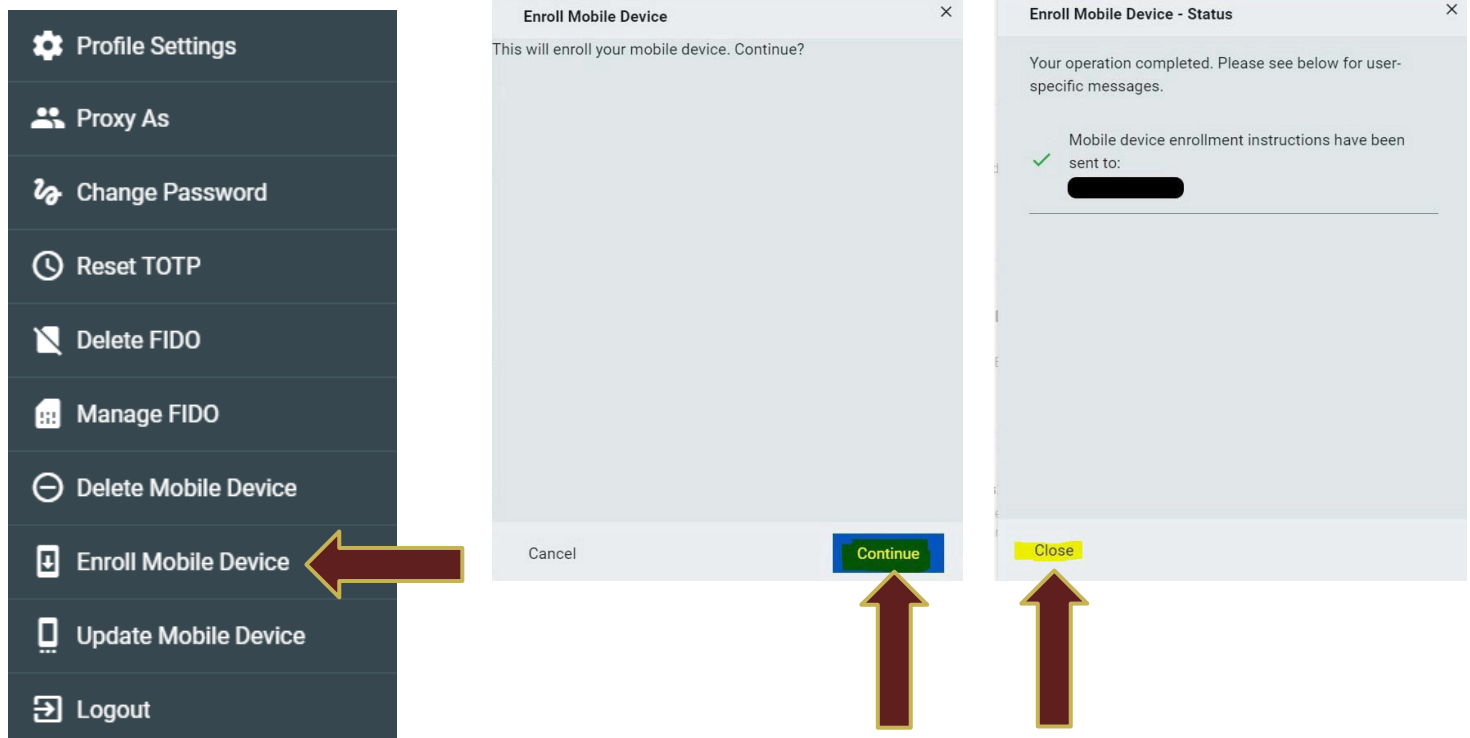 Profile Settings
Proxy As
Change Password
Reset TOTP
Delete FIDO
Manage FIDO
Delete Mobile Device
Enroll Mobile Device
Update Mobile Device
Logout
Enroll Mobile Device
This will enroll your mobile device. Continue?
Cancel
Continue
Enroll Mobile Device - Status
Your operation completed. Please see below for user-
specific messages.
Mobile device enrollment instructions have been
sent to:
Close